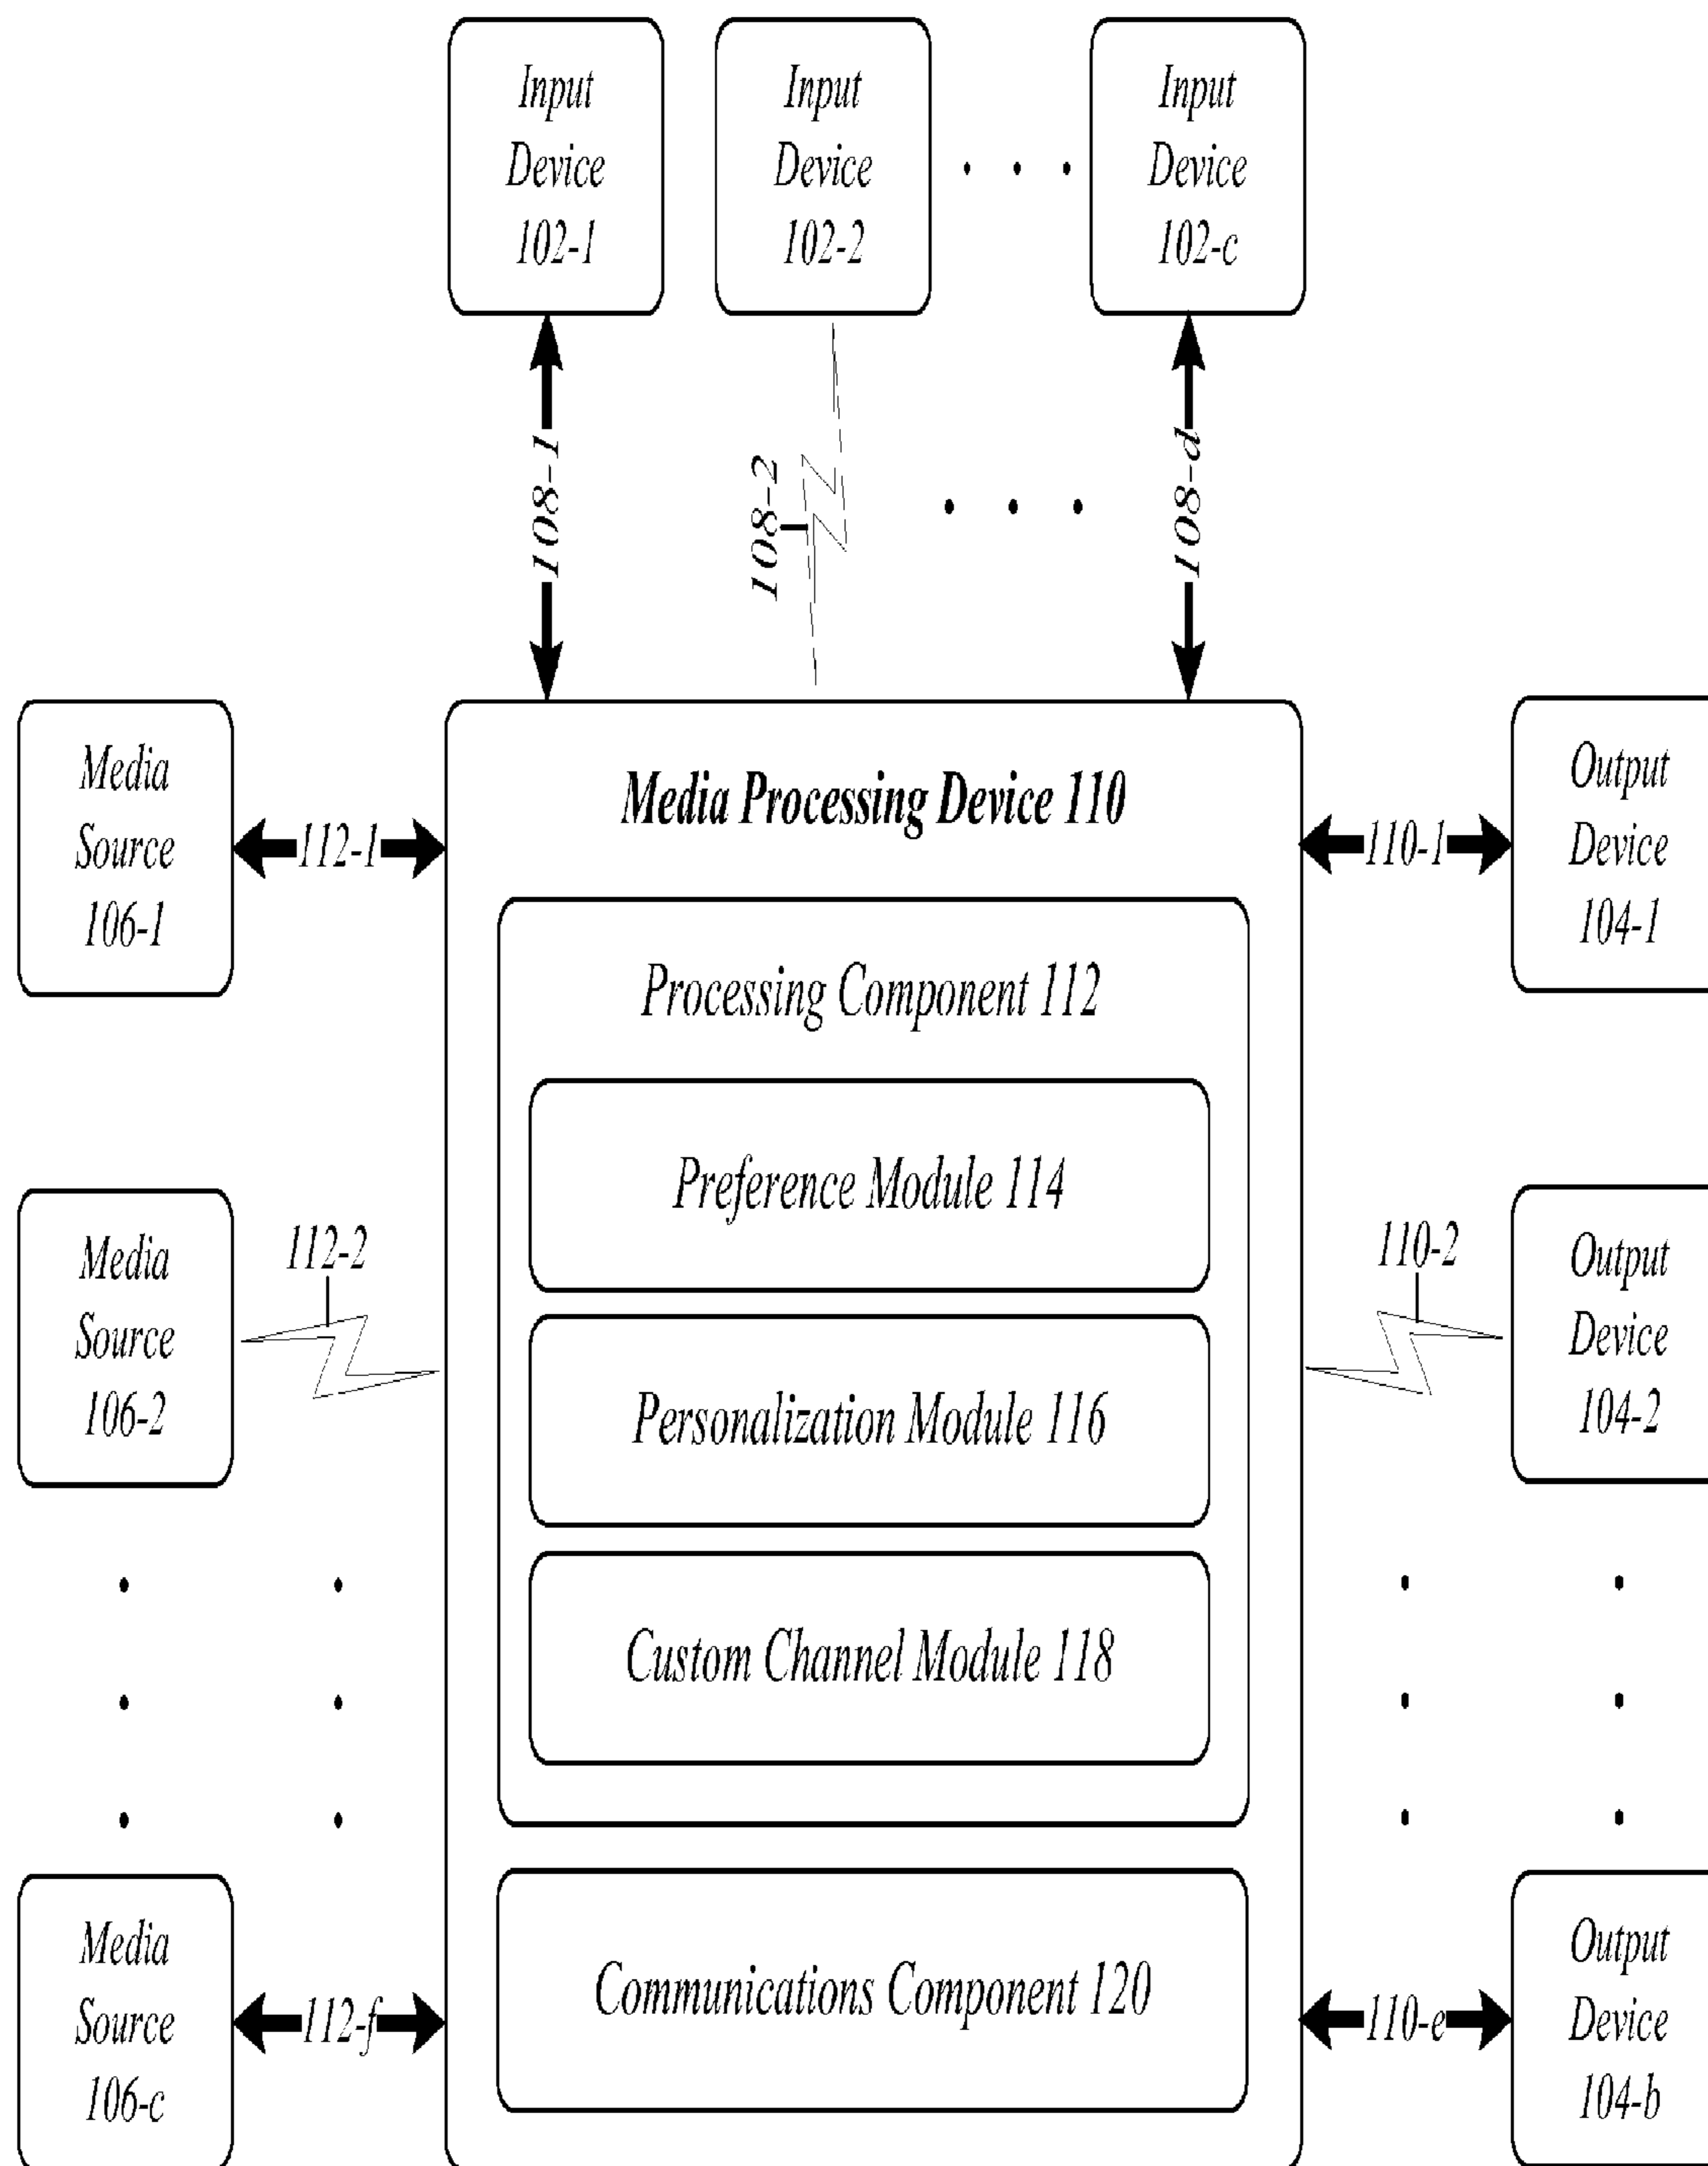 Input
Device
102-1
Input
Device
102-2
Input
Device
102-c
108-1
108-2
108-d
Media
Source
106-1
112-1
Media Processing Device 110
110-1
Output
Device
104-1
Processing Component 112
Preference Module 114
Media
Source
106-2
112-2
110-2
Output
Device
104-2
Personalization Module 116
Custom Channel Module 118
Media
Source
106-c
112-f
Communications Component 120
110-e
Output
Device
104-b